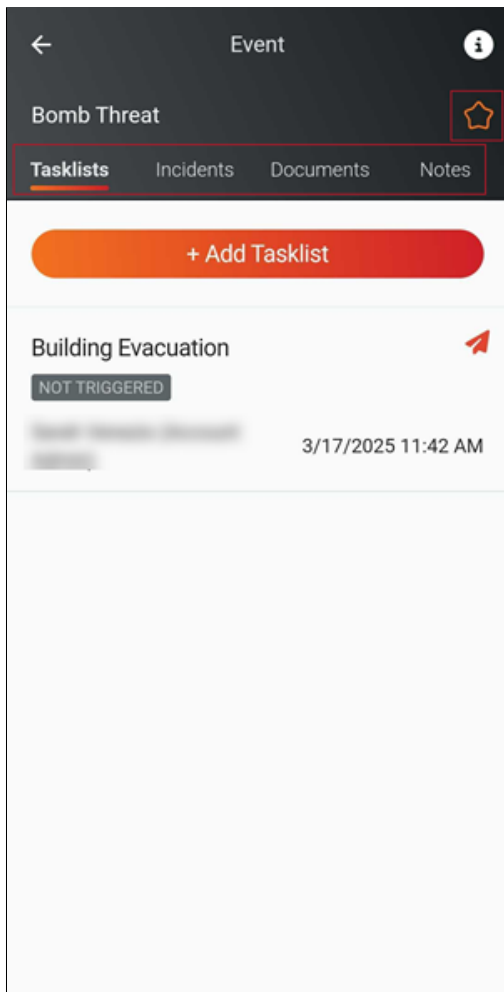 Event
Bomb Threat
Tasklists Incidents Documents Notes
+ Add Tasklist
Building Evacuation
NOT TRIGGERED
3/17/2025 11:42 AM